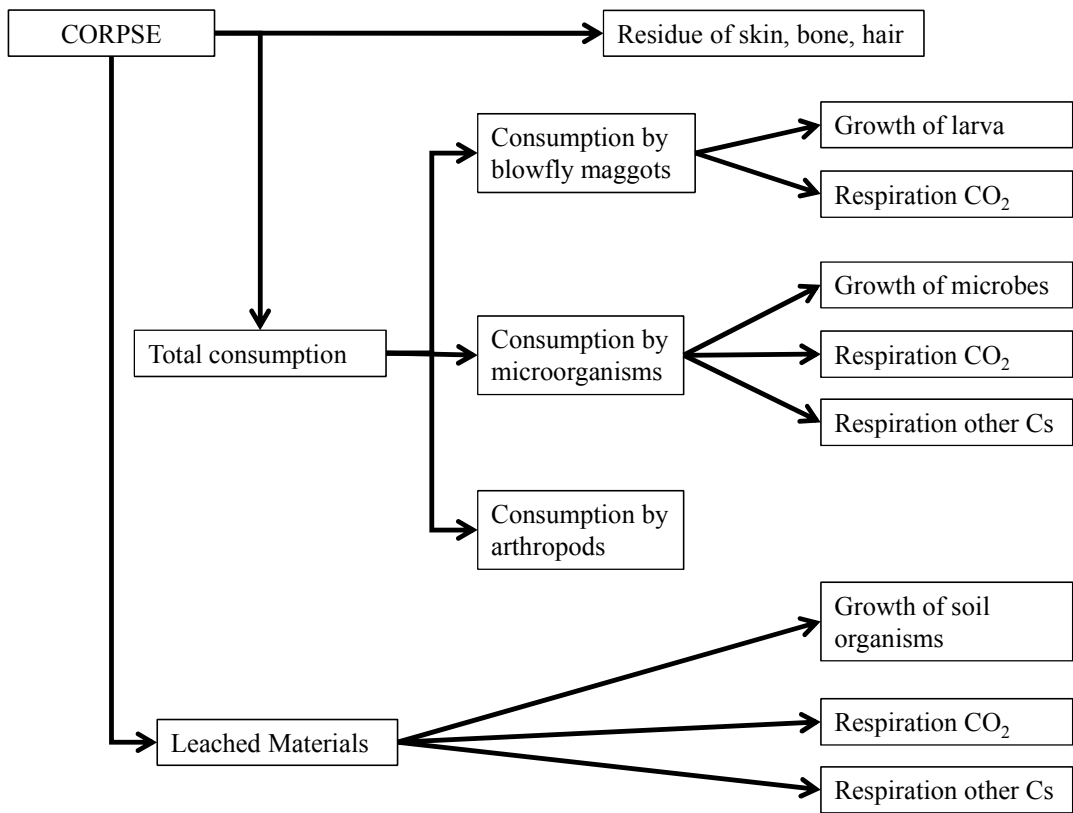 CORPSE
Residue of skin, bone, hair
Consumption by
blowfly maggots
Growth of larva
Respiration CO₂
Total consumption
Consumption by
microorganisms
Growth of microbes
Respiration CO₂
Respiration other Cs
Consumption by
arthropods
Leached Materials
Growth of soil
organisms
Respiration CO₂
Respiration other Cs